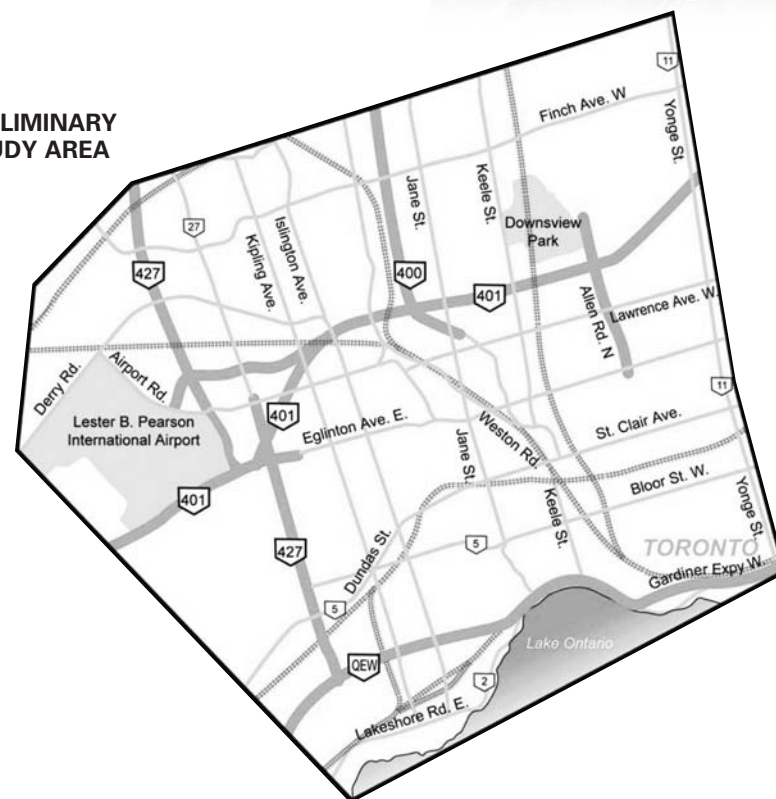 LIMINARY
UDY AREA
11
Finch Ave. W
Yonge St.
27
Jane St.
Keele St.
Downsview
Park
Islington Ave.
Kipling Ave.
427
400
401
Allen Rd. N
Lawrence Ave. W.
Derry Rd.
Airport Rd.
Lester B. Pearson
International Airport
401
Eglinton Ave. E.
Weston Rd.
11
St. Clair Ave.
Jane St.
Bloor St. W.
401
Keele St.
Yonge St.
427
Dundas St.
5
TORONTO
Gardiner Expy W.
5
Lake Ontario
QEW
2
Lakeshore Rd. E.